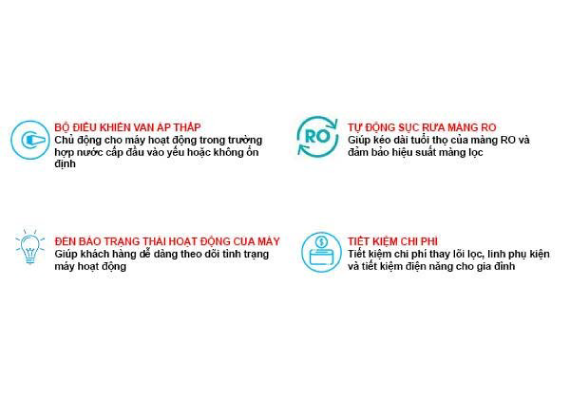 BỘ ĐIỀU KHIỂN VAN ÁP THẤP
Chủ động cho máy hoạt động trong trường
hợp nước cấp đầu vào yếu hoặc không ổn
định
RO
TỰ ĐỘNG SỤC RỬA MÀNG RO
Giúp kéo dài tuổi thọ của màng RO và
đảm bảo hiệu suất màng lọc
ĐÈN BÁO TRẠNG THÁI HOẠT ĐỘNG CỦA MÁY
Giúp khách hàng dễ dàng theo dõi tình trạng
máy hoạt động
$
TIẾT KIỆM CHI PHÍ
Tiết kiệm chi phí thay lõi lọc, linh phụ kiện
và tiết kiệm điện năng cho gia đình